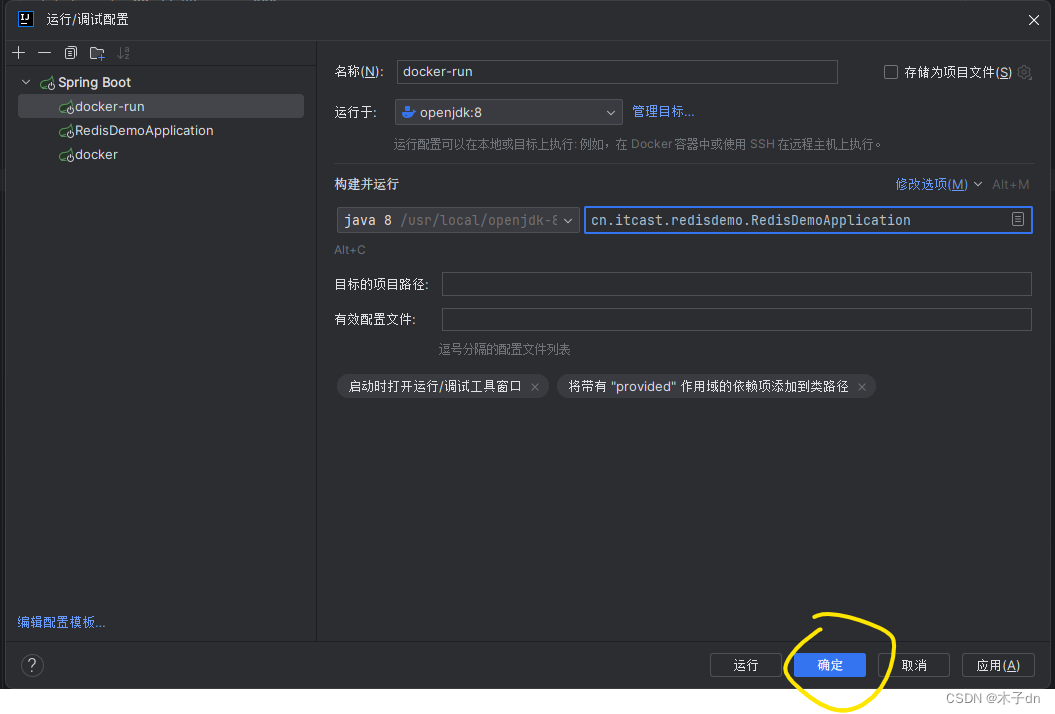 运行/调试配置
Spring Boot
docker-run
RedisDemoApplication
docker
编辑配置模板...
名称(N): docker-run 存储为项目文件(S)
运行于: openjdk:8 管理目标...
运行配置可以在本地或目标上执行: 例如，在 Docker 容器中或使用 SSH 在远程主机上执行。
构建并运行 修改选项(M) Alt+M
java 8 /usr/local/openjdk-8 cn.itcast.redisdemo.RedisDemoApplication
Alt+C
目标的项目路径:
有效配置文件:
逗号分隔的配置文件列表
启动时打开运行/调试工具窗口 × 将带有 "provided" 作用域的依赖项添加到类路径 ×
? 运行 确定 取消 应用(A)
CSDN @木子dn